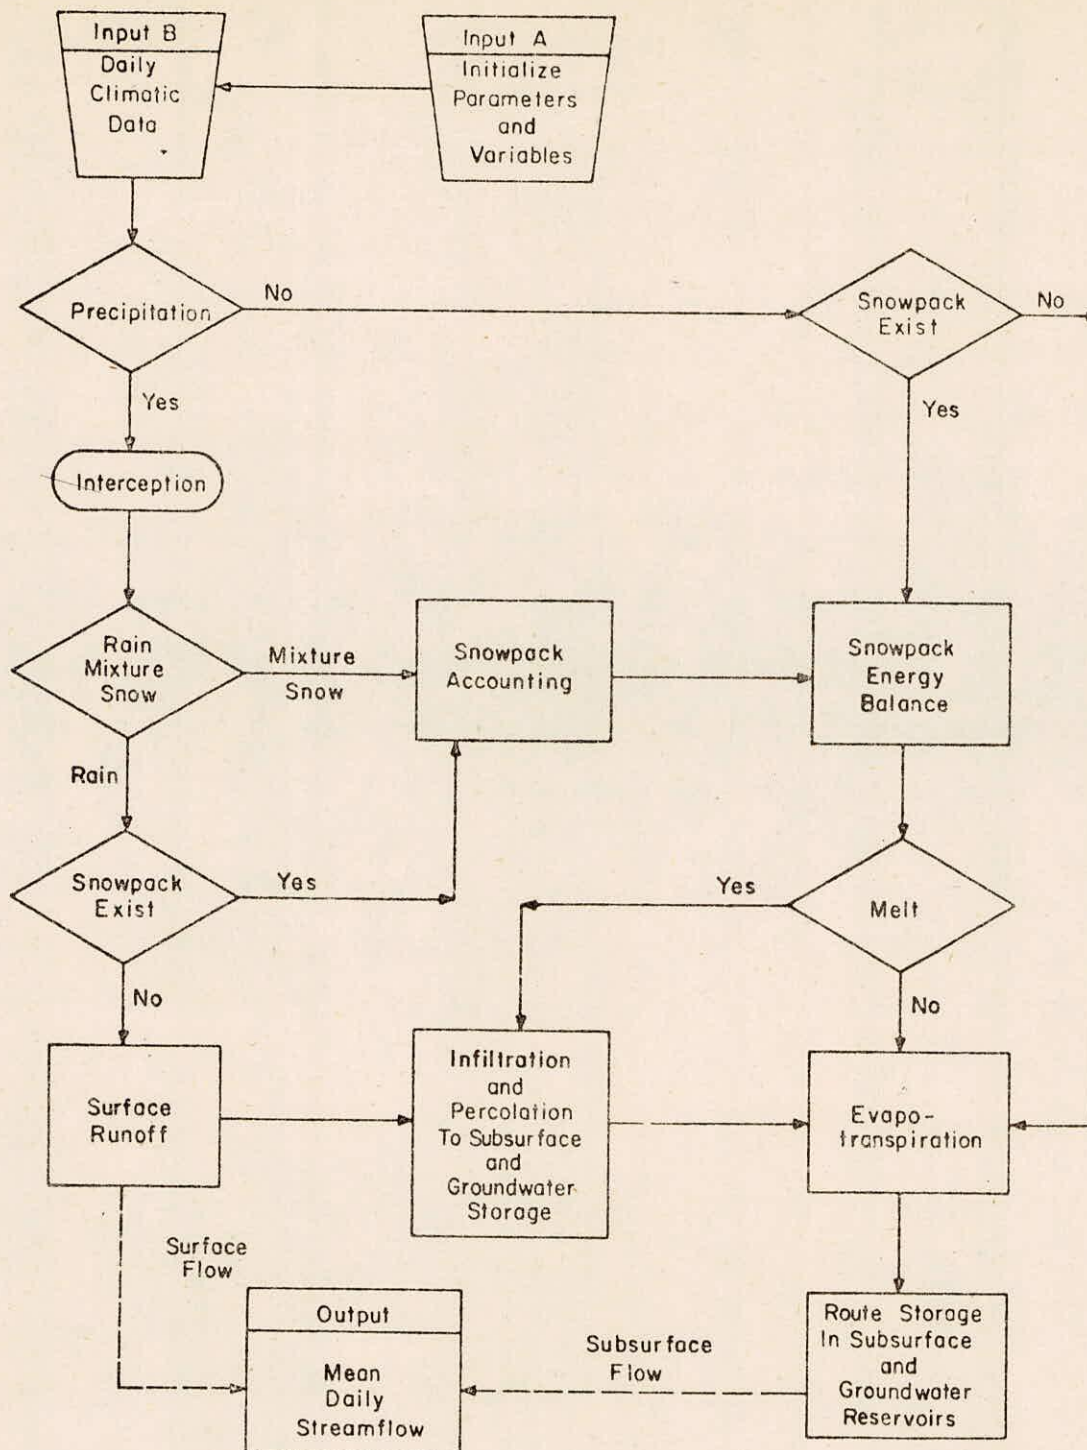 Input B
Daily
Climatic
Data
Input A
Initialize
Parameters
and
Variables
Precipitation
No
Snowpack
Exist
No
Yes
Yes
Interception
Rain
Mixture
Snow
Mixture
Snow
Snowpack
Accounting
Snowpack
Energy
Balance
Rain
Snowpack
Exist
Yes
Yes
Melt
No
No
Surface
Runoff
Infiltration
and
Percolation
To Subsurface
and
Groundwater
Storage
Evapo-
transpiration
Surface
Flow
Output
Mean
Daily
Streamflow
Subsurface
Flow
Route Storage
In Subsurface
and
Groundwater
Reservoirs